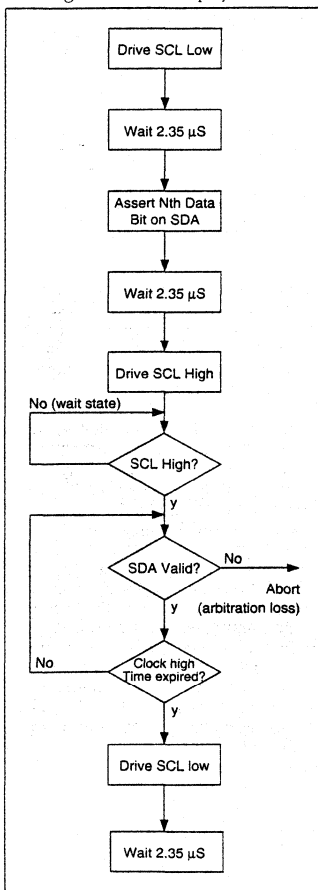 Drive SCL Low
Wait 2.35 µS
Assert Nth Data
Bit on SDA
Wait 2.35 µS
Drive SCL High
No (wait state)
SCL High?
y
SDA Valid?
No
Abort
(arbitration loss)
y
No
Clock high
Time expired?
y
Drive SCL low
Wait 2.35 µS